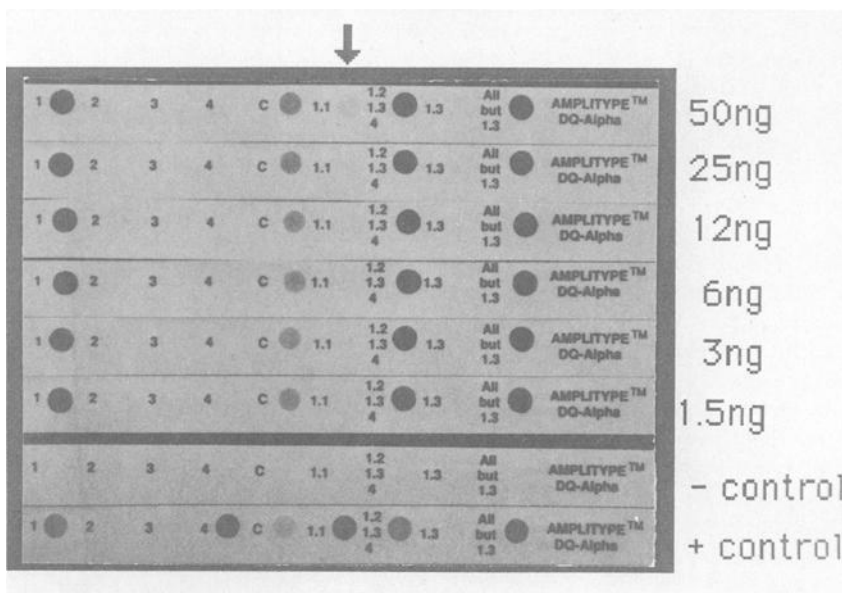 1 2 3 4 C 1.1 1.2 1.3 4 1.3 All but 1.3 AMPLITYPE™ DQ-Alpha 50ng
1 2 3 4 C 1.1 1.2 1.3 4 1.3 All but 1.3 AMPLITYPE™ DQ-Alpha 25ng
1 2 3 4 C 1.1 1.2 1.3 4 1.3 All but 1.3 AMPLITYPE™ DQ-Alpha 12ng
1 2 3 4 C 1.1 1.2 1.3 4 1.3 All but 1.3 AMPLITYPE™ DQ-Alpha 6ng
1 2 3 4 C 1.1 1.2 1.3 4 1.3 All but 1.3 AMPLITYPE™ DQ-Alpha 3ng
1 2 3 4 C 1.1 1.2 1.3 4 1.3 All but 1.3 AMPLITYPE™ DQ-Alpha 1.5ng
1 2 3 4 C 1.1 1.2 1.3 4 1.3 All but 1.3 AMPLITYPE™ DQ-Alpha - control
1 2 3 4 C 1.1 1.2 1.3 4 1.3 All but 1.3 AMPLITYPE™ DQ-Alpha + control